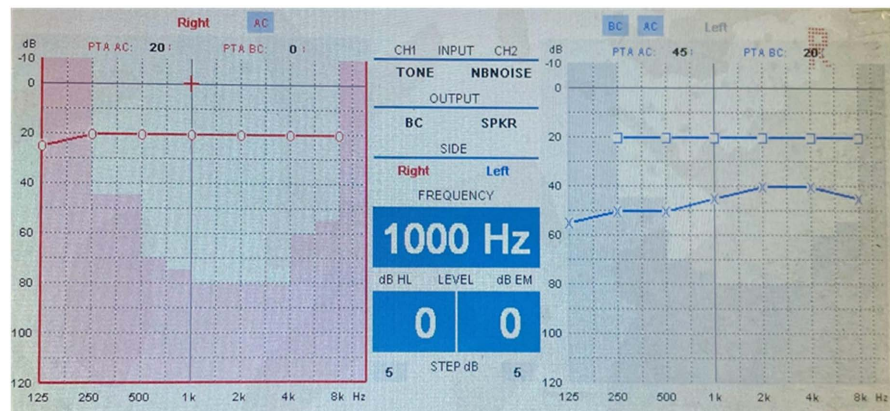 Right AC
dB PTA AC: 20 PTA BC: 0
-10
0
20
40
60
80
100
120
125 250 500 1k 2k 4k 8k Hz
CH1 INPUT CH2
TONE NBNOISE
OUTPUT
BC SPKR
SIDE
Right Left
FREQUENCY
1000 Hz
dB HL LEVEL dB EM
0 0
STEP dB
5 5
BC AC Left
dB PTA AC: 45 PTA BC: 20
R
-10
0
20
40
60
80
100
120
125 250 500 1k 2k 4k 8k Hz